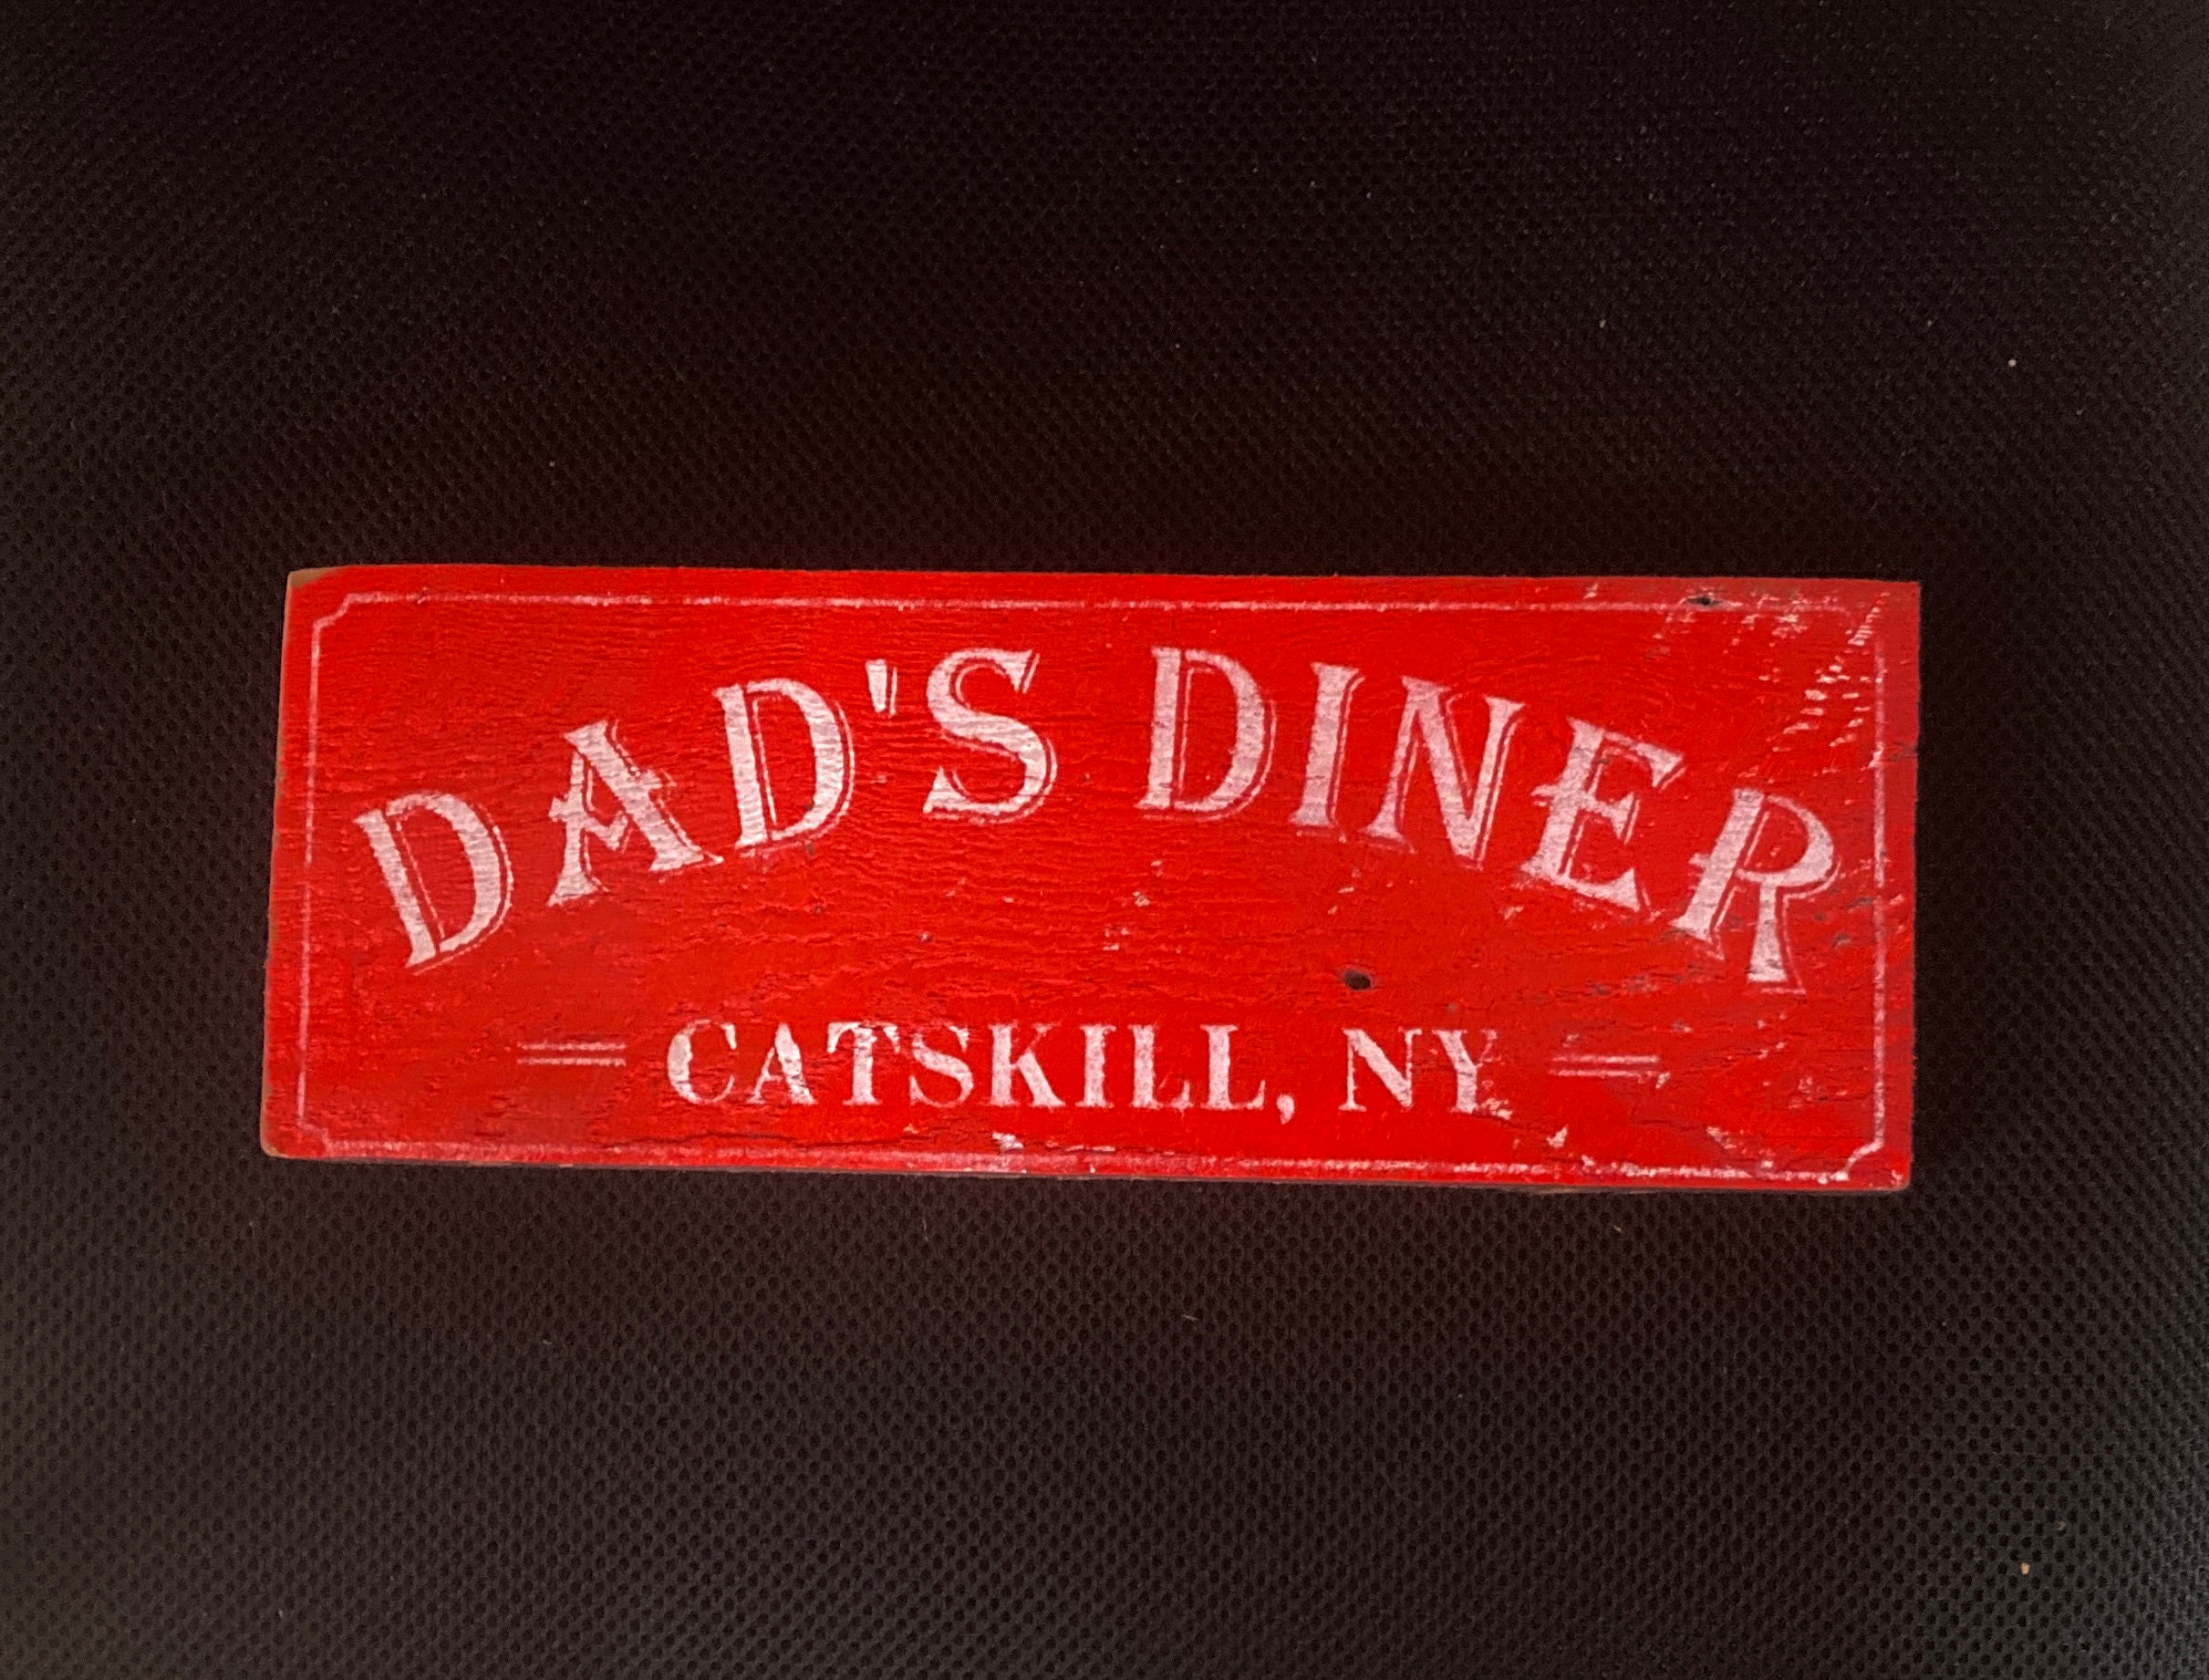 DAD'S DINER
CATSKILL, NY